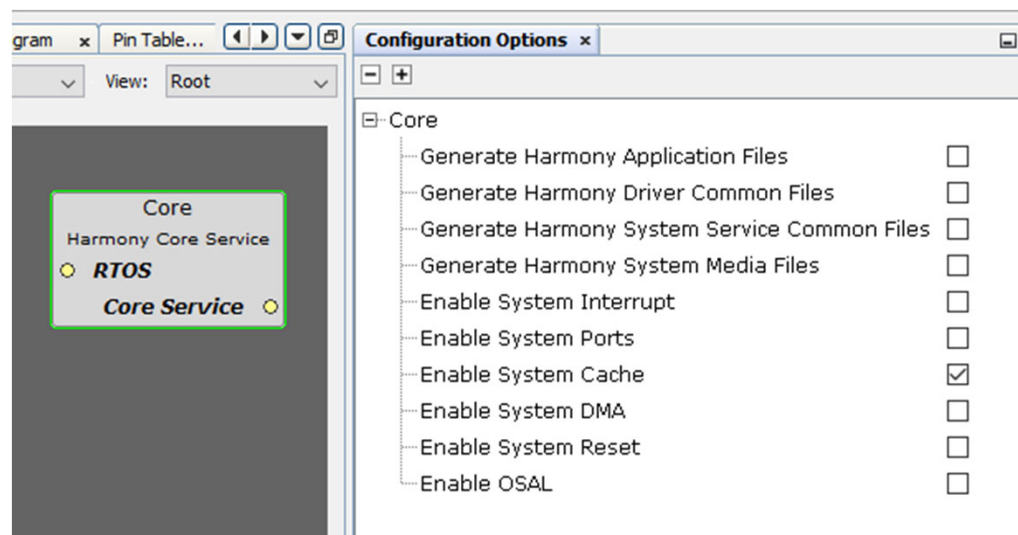 gram x Pin Table... Configuration Options x
View: Root
Core
Generate Harmony Application Files
Generate Harmony Driver Common Files
Generate Harmony System Service Common Files
Generate Harmony System Media Files
Enable System Interrupt
Enable System Ports
Enable System Cache
Enable System DMA
Enable System Reset
Enable OSAL
Core
Harmony Core Service
RTOS
Core Service